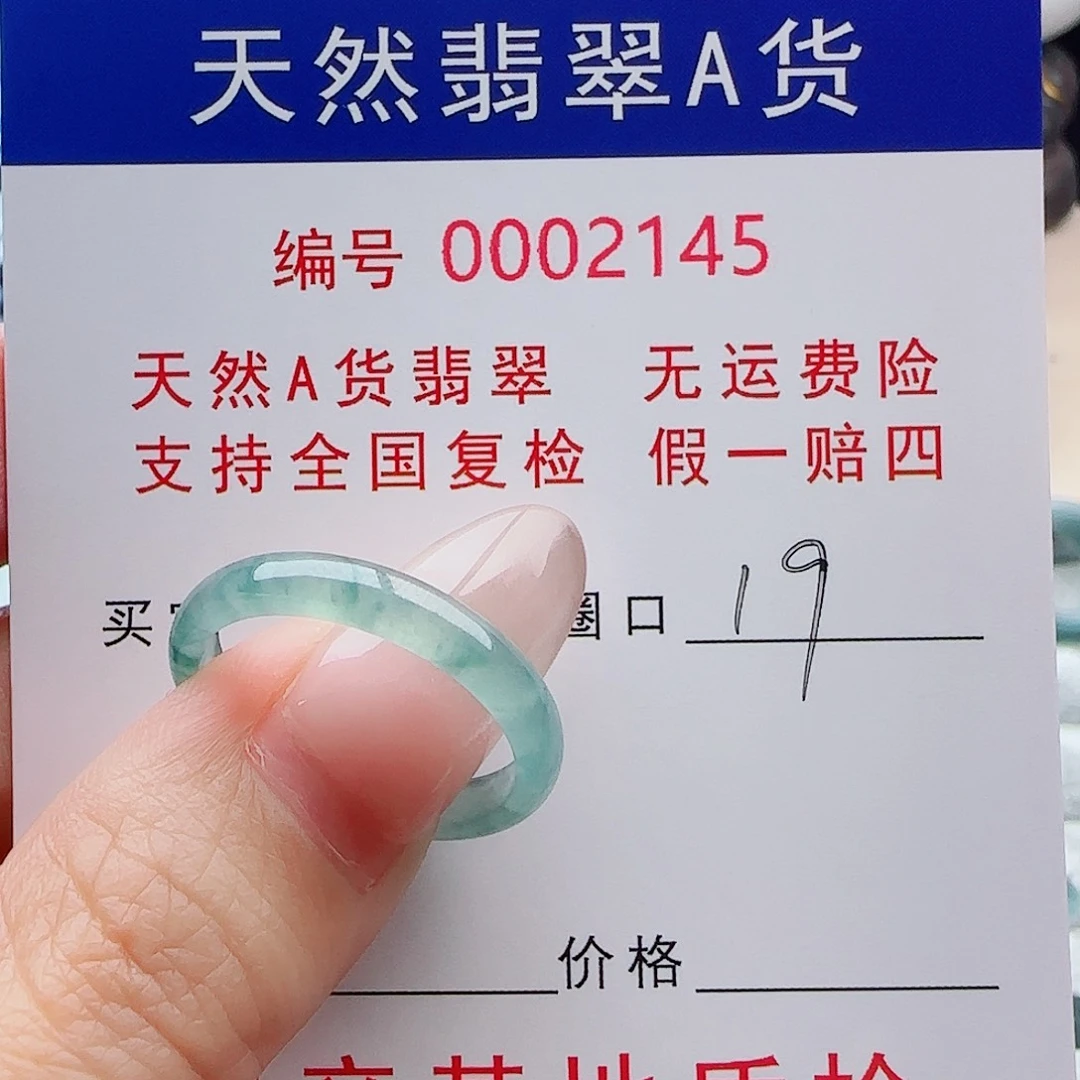 天然翡翠A货
编号 0002145
天然A货翡翠 无运费险
支持全国复检 假一赔四
买 圈口 19
价格